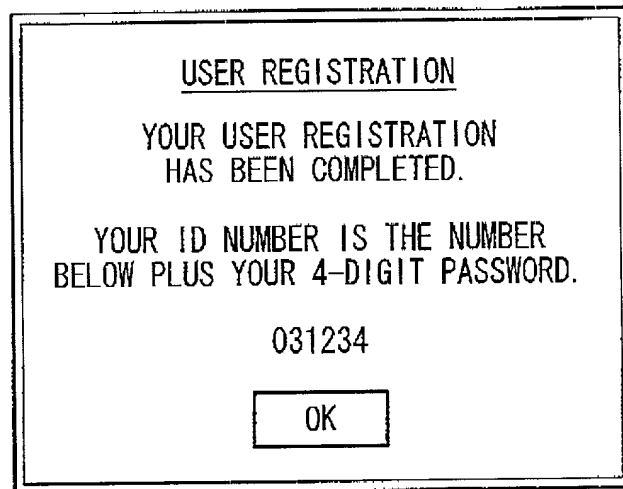 USER REGISTRATION
YOUR USER REGISTRATION
HAS BEEN COMPLETED.
YOUR ID NUMBER IS THE NUMBER
BELOW PLUS YOUR 4-DIGIT PASSWORD.
031234
OK